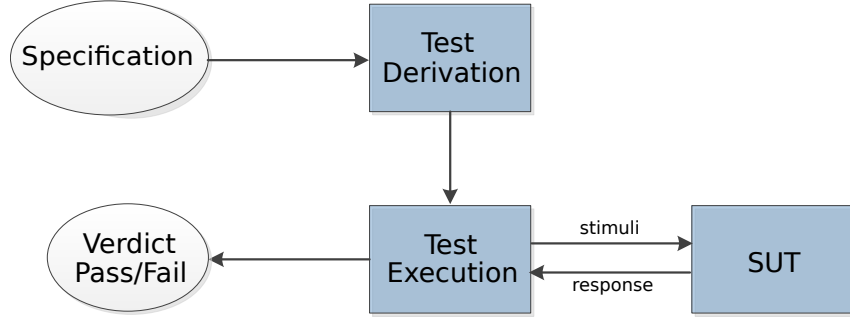 Specification
Test
Derivation
Verdict
Pass/Fail
Test
Execution
stimuli
response
SUT